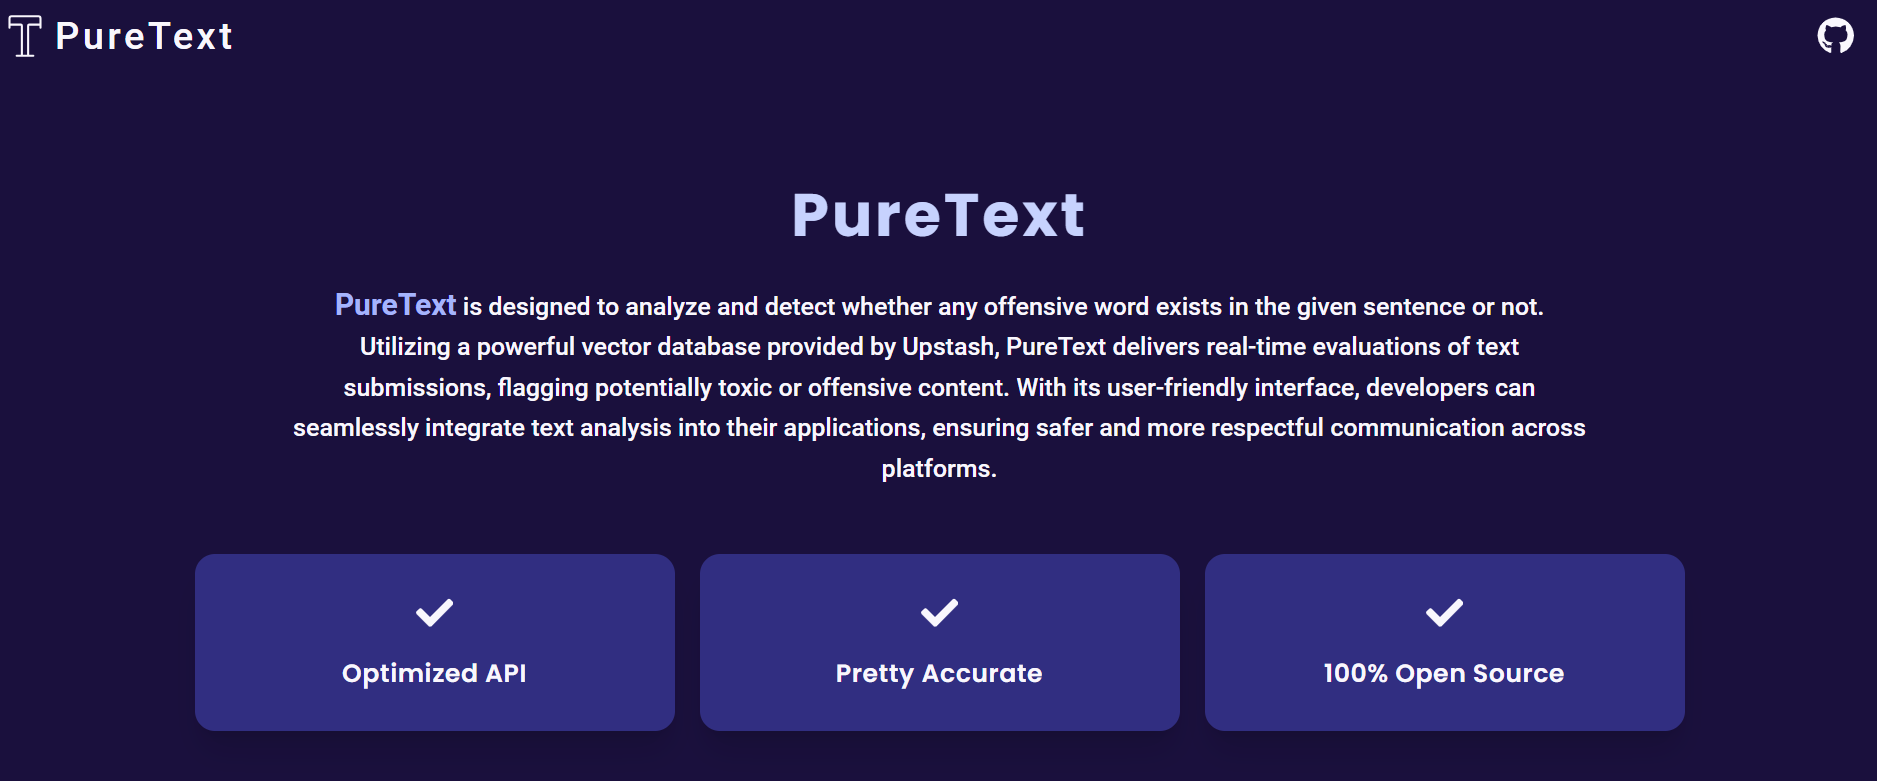 PureText
PureText
PureText is designed to analyze and detect whether any offensive word exists in the given sentence or not.
Utilizing a powerful vector database provided by Upstash, PureText delivers real-time evaluations of text
submissions, flagging potentially toxic or offensive content. With its user-friendly interface, developers can
seamlessly integrate text analysis into their applications, ensuring safer and more respectful communication across
platforms.
Optimized API
Pretty Accurate
100% Open Source